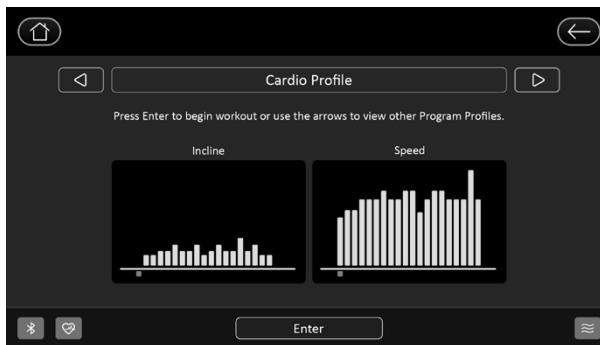 Cardio Profile
Press Enter to begin workout or use the arrows to view other Program Profiles.
Incline
Speed
Enter